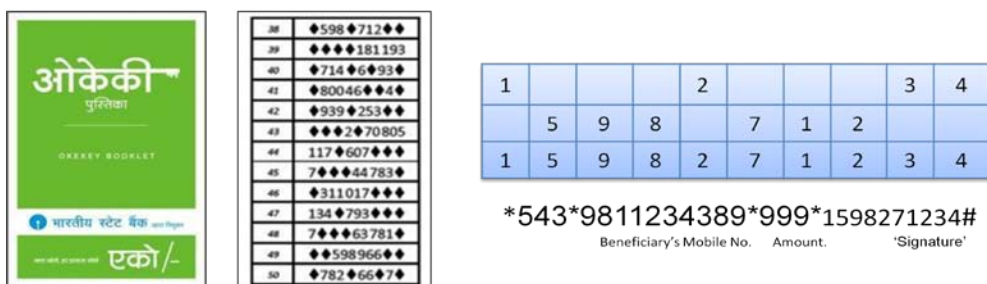 ओकेकी
पुस्तिका
OKEKEY BOOKLET
भारतीय स्टेट बैंक
एको/-
38 ♦598♦712♦♦
39 ♦♦♦♦181193
40 ♦714♦6♦93♦
41 ♦80046♦♦4♦
42 ♦939♦253♦♦
43 ♦♦♦2♦70805
44 117♦607♦♦♦
45 7♦♦♦44783♦
46 ♦311017♦♦♦
47 134♦793♦♦♦
48 7♦♦♦63781♦
49 ♦♦598966♦♦
50 ♦782♦66♦7♦
1 2 3 4
5 9 8 7 1 2
1 5 9 8 2 7 1 2 3 4
*543*9811234389*999*1598271234#
Beneficiary's Mobile No. Amount. 'Signature'